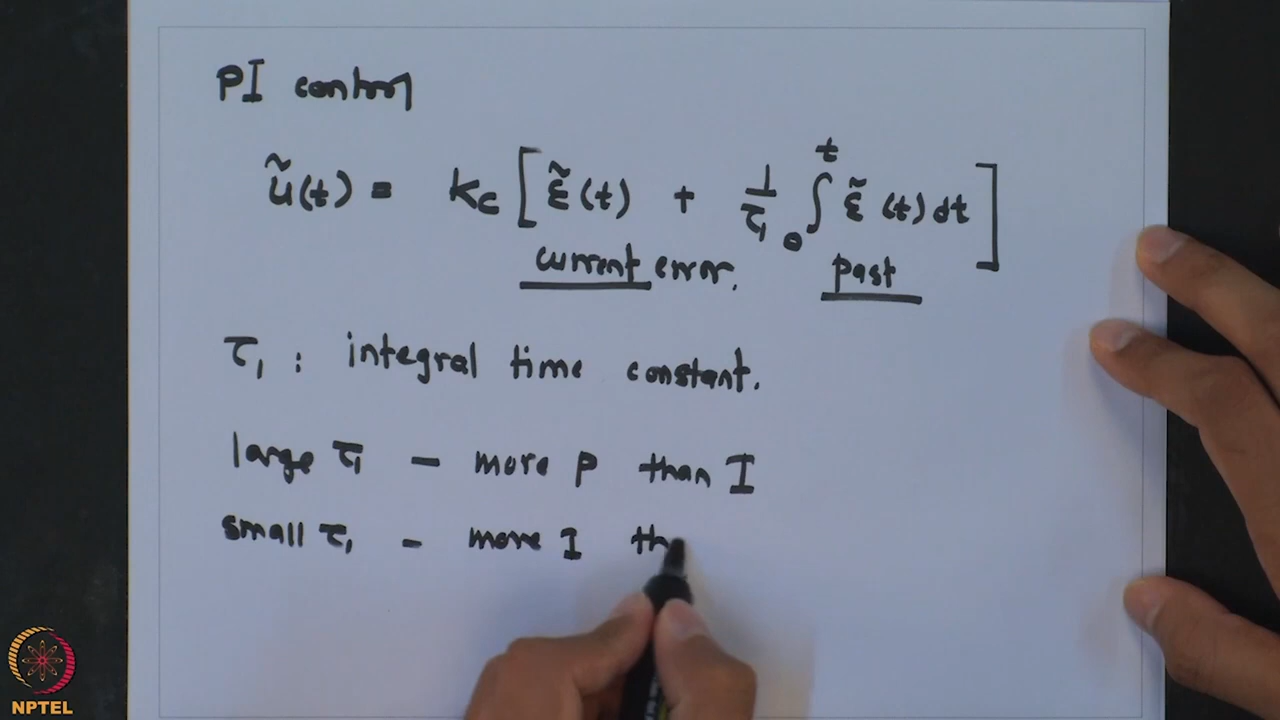 PI control
ũ(t) = Kc [ ε̃(t) + 1/τI ∫0^t ε̃(t) dt ]
current error. past
τI : integral time constant.
large τI – more P than I
small τI – more I th
NPTEL